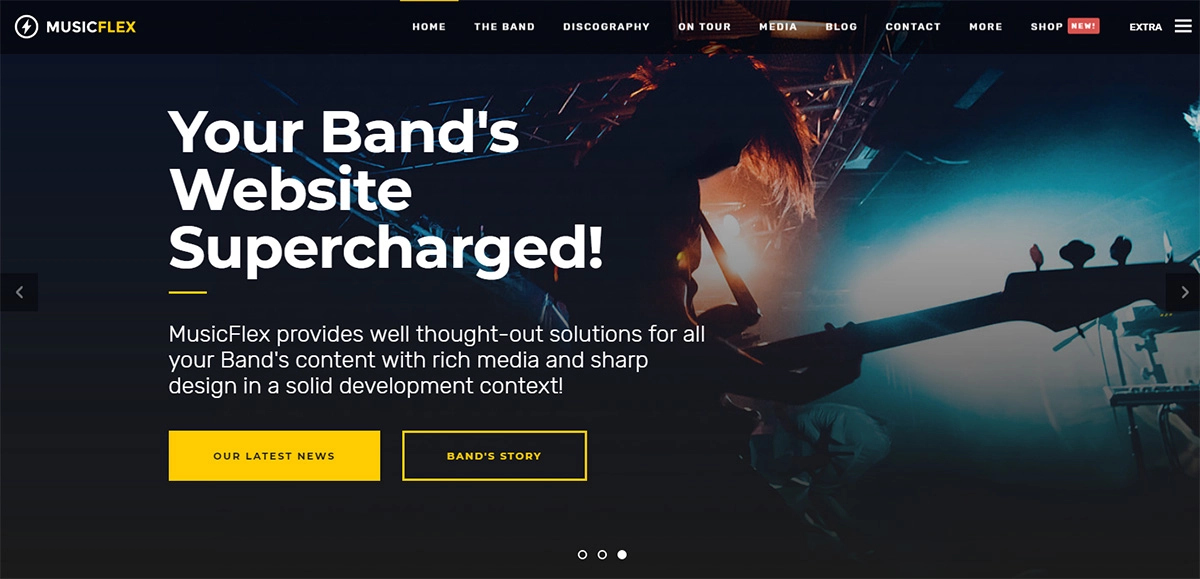 MUSICFLEX
HOME THE BAND DISCOGRAPHY ON TOUR MEDIA BLOG CONTACT MORE SHOP NEW! EXTRA
Your Band's
Website
Supercharged!
MusicFlex provides well thought-out solutions for all
your Band's content with rich media and sharp
design in a solid development context!
OUR LATEST NEWS
BAND'S STORY